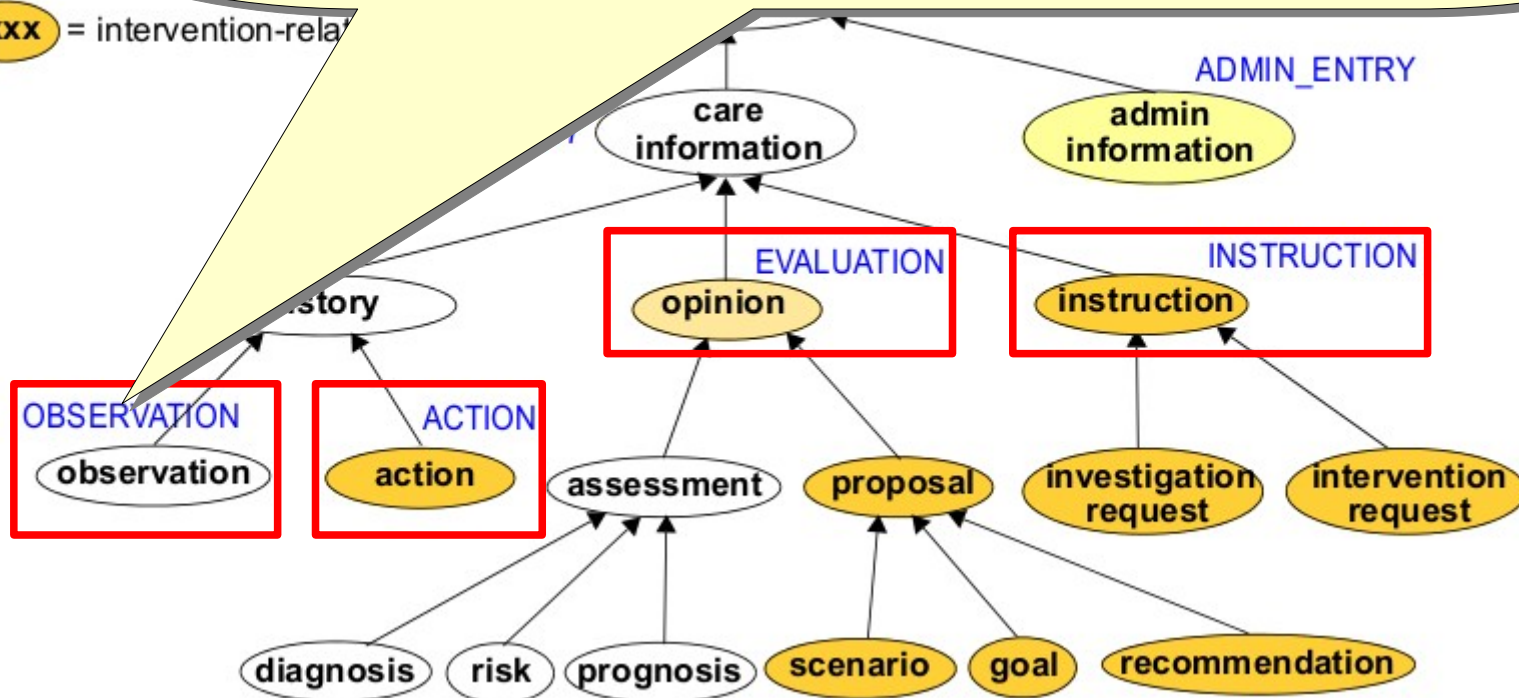 = intervention-relat
ADMIN_ENTRY
care
information
admin
information
EVALUATION
INSTRUCTION
opinion
instruction
OBSERVATION
ACTION
observation
action
assessment
proposal
investigation
request
intervention
request
diagnosis
risk
prognosis
scenario
goal
recommendation